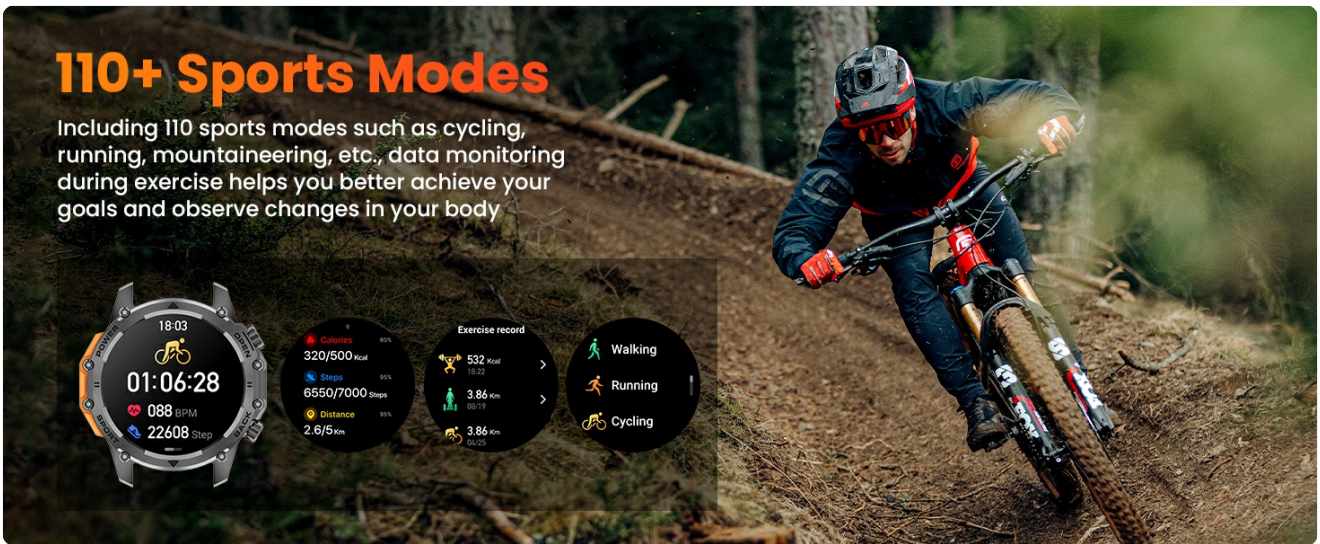 110+ Sports Modes
Including 110 sports modes such as cycling,
running, mountaineering, etc., data monitoring
during exercise helps you better achieve your
goals and observe changes in your body
POWER
OPEN
SPORT
BACK
18:03
01:06:28
088 BPM
22608 Step
Calories 80%
320/500 Kcal
Steps 95%
6550/7000 Steps
Distance 95%
2.6/5 Km
Exercise record
532 Kcal
18:22
3.86 Km
08/19
3.86 Km
04/25
Walking
Running
Cycling